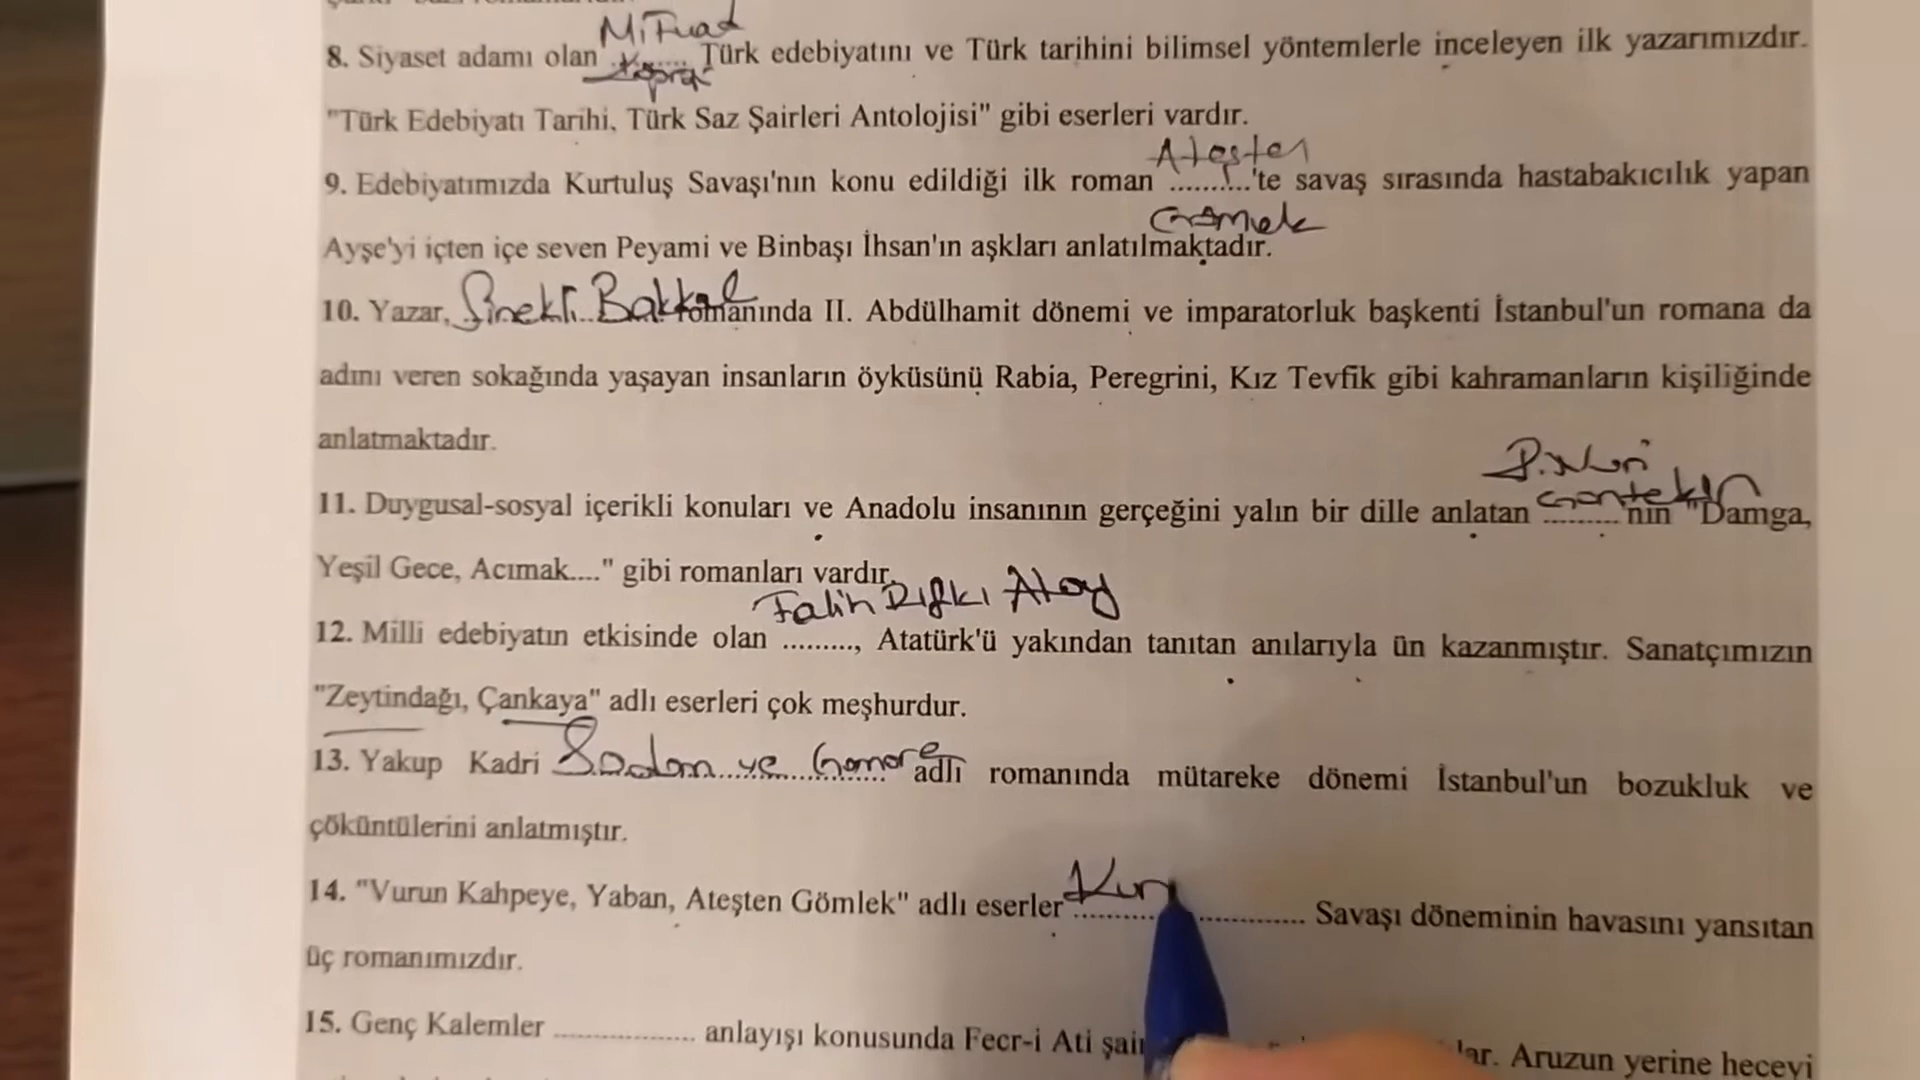 M. Fuad
8. Siyaset adamı olan ......... Türk edebiyatını ve Türk tarihini bilimsel yöntemlerle inceleyen ilk yazarımızdır.
"Türk Edebiyatı Tarihi, Türk Saz Şairleri Antolojisi" gibi eserleri vardır.
Ateşten
9. Edebiyatımızda Kurtuluş Savaşı'nın konu edildiği ilk roman ..........'te savaş sırasında hastabakıcılık yapan
Gömlek
Ayşe'yi içten içe seven Peyami ve Binbaşı İhsan'ın aşkları anlatılmaktadır.
10. Yazar, Sinekli Bakkal romanında II. Abdülhamit dönemi ve imparatorluk başkenti İstanbul'un romana da
adını veren sokağında yaşayan insanların öyküsünü Rabia, Peregrini, Kız Tevfik gibi kahramanların kişiliğinde
anlatmaktadır.
R. Nuri
Güntekin
11. Duygusal-sosyal içerikli konuları ve Anadolu insanının gerçeğini yalın bir dille anlatan .........'nin "Damga,
Yeşil Gece, Acımak...." gibi romanları vardır.
Falih Rıfkı Atay
12. Milli edebiyatın etkisinde olan ........., Atatürk'ü yakından tanıtan anılarıyla ün kazanmıştır. Sanatçımızın
"Zeytindağı, Çankaya" adlı eserleri çok meşhurdur.
13. Yakup Kadri Sodom ve Gomore adlı romanında mütareke dönemi İstanbul'un bozukluk ve
çöküntülerini anlatmıştır.
14. "Vurun Kahpeye, Yaban, Ateşten Gömlek" adlı eserler Kur ........................... Savaşı döneminin havasını yansıtan
üç romanımızdır.
15. Genç Kalemler ................ anlayışı konusunda Fecr-i Ati şair lar. Aruzun yerine heceyi